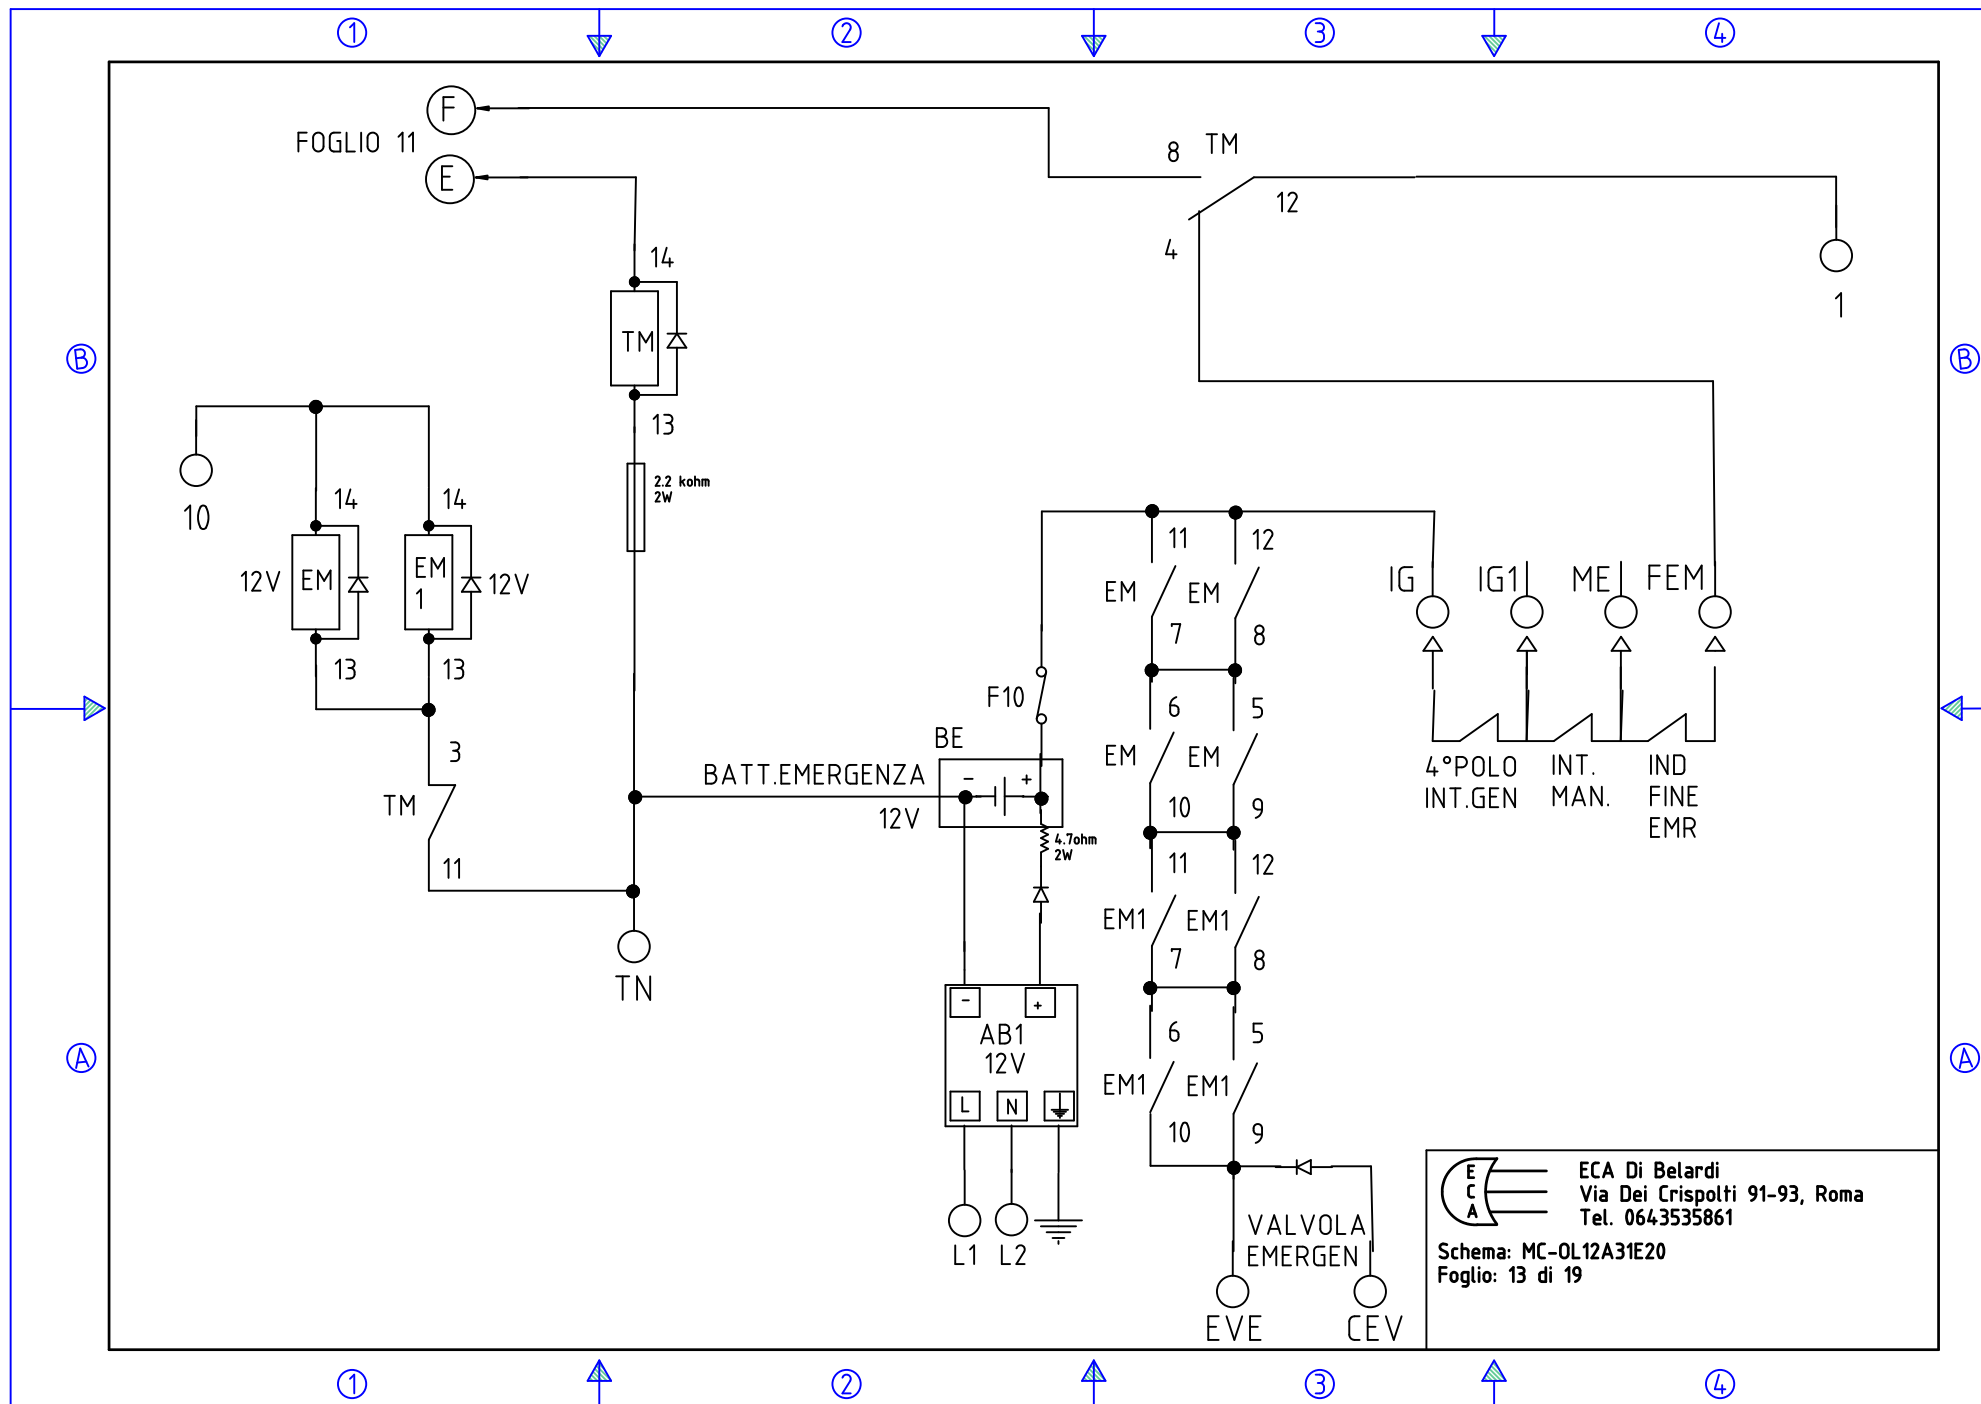 1
2
3
4
F
FOGLIO 11
E
8
TM
12
4
1
14
TM
13
B
B
10
2.2 kohm
2W
14
14
12V
EM
EM
1
12V
13
13
11
12
EM
EM
7
8
IG
IG1
ME
FEM
F10
6
5
3
BE
EM
EM
BATT.EMERGENZA
-
+
12V
4°POLO
INT.GEN
INT.
MAN.
IND
FINE
EMR
TM
10
9
4.7ohm
2W
11
11
12
EM1
EM1
7
8
TN
-
+
AB1
12V
6
5
A
A
EM1
EM1
L
N
10
9
L1
L2
VALVOLA
EMERGEN
EVE
CEV
E
C
A
ECA Di Belardi
Via Dei Crispolti 91-93, Roma
Tel. 0643535861
Schema: MC-OL12A31E20
Foglio: 13 di 19
1
2
3
4